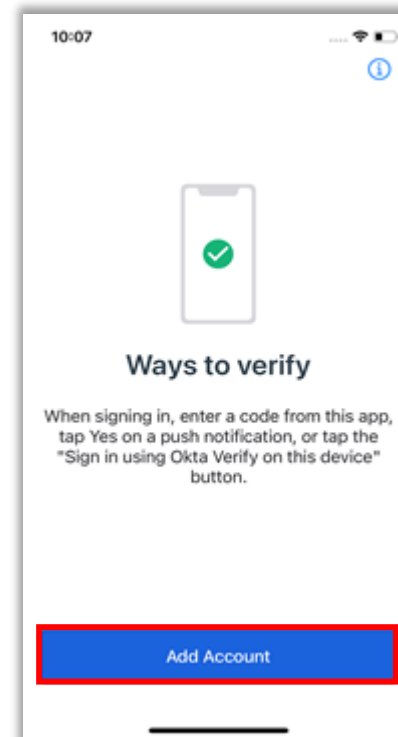 10:07
Ways to verify
When signing in, enter a code from this app,
tap Yes on a push notification, or tap the
"Sign in using Okta Verify on this device"
button.
Add Account